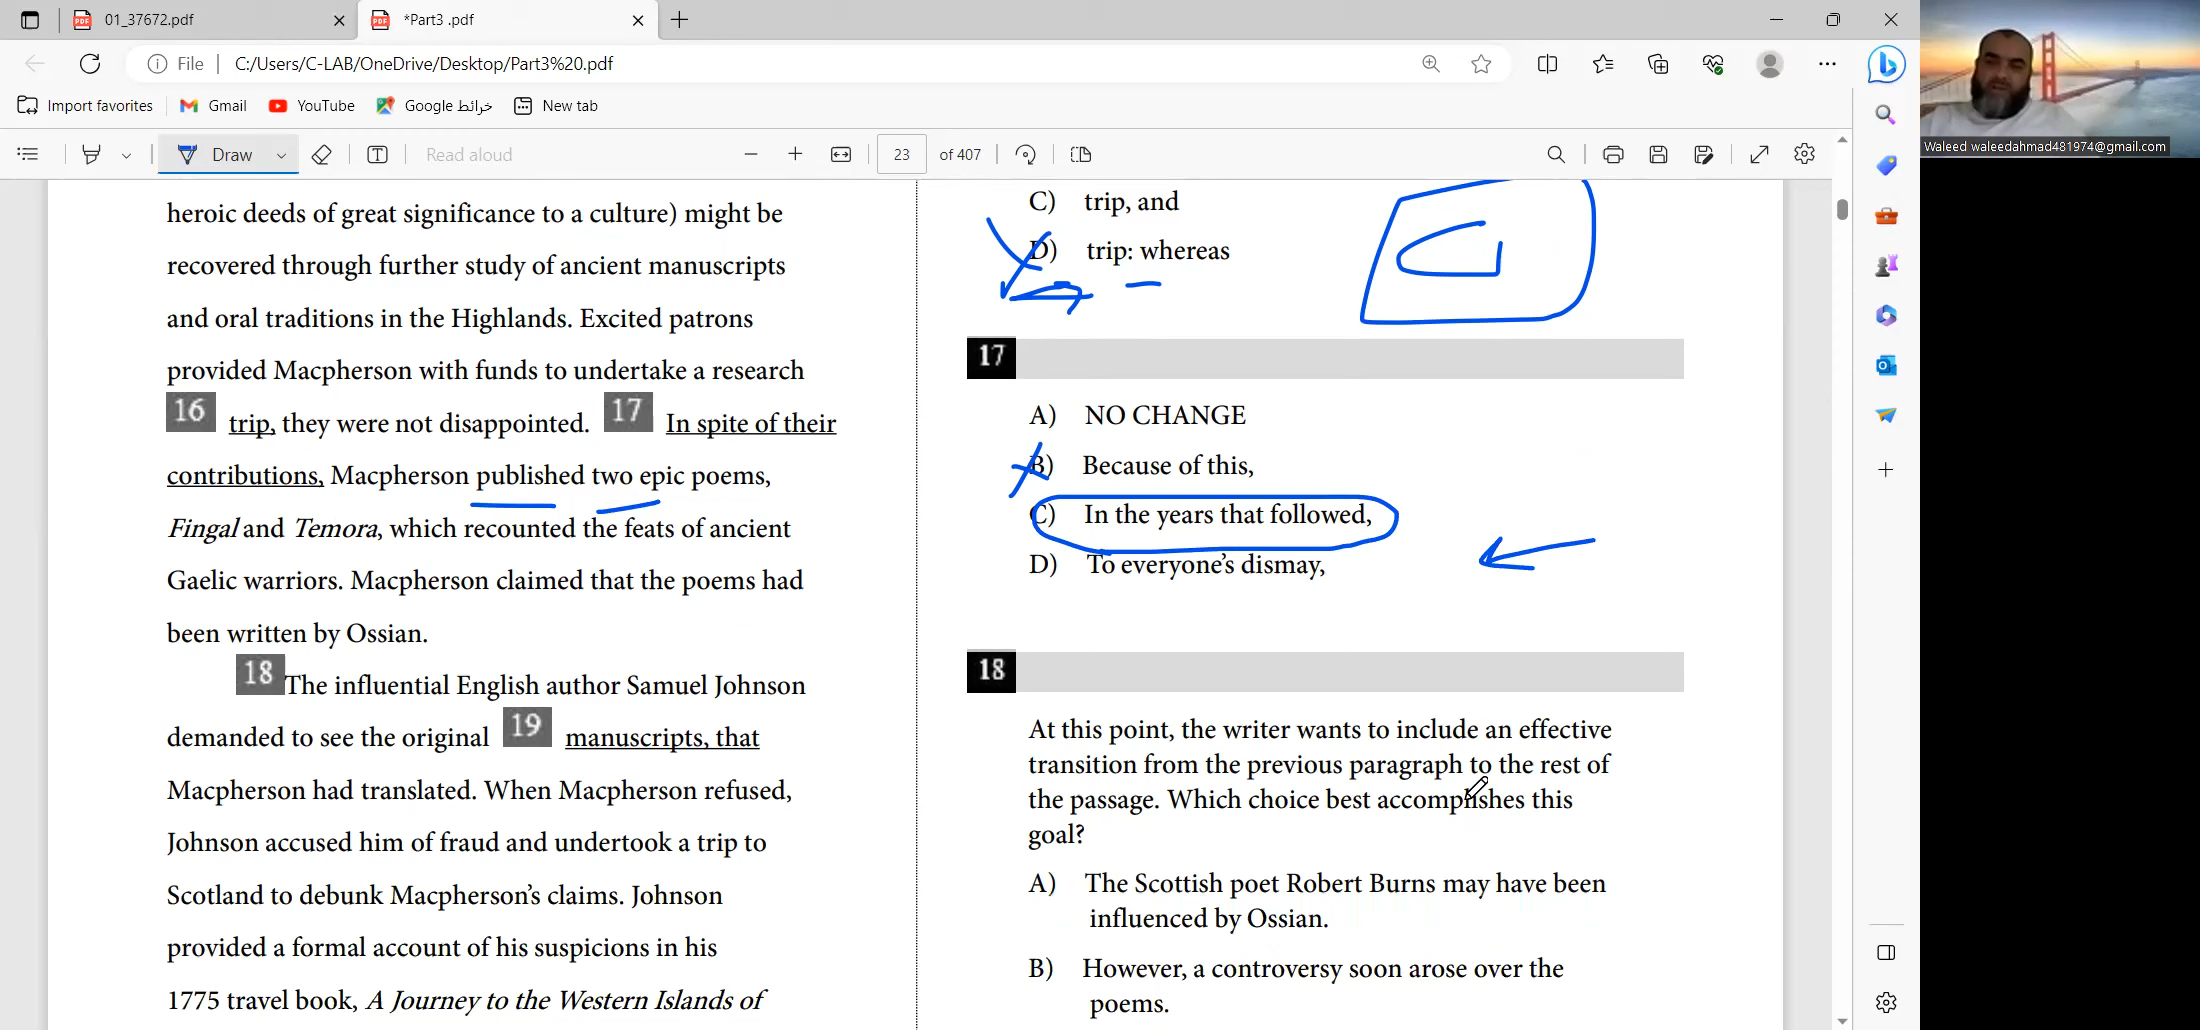 01_37672.pdf
*Part3 .pdf
File
C:/Users/C-LAB/OneDrive/Desktop/Part3%20.pdf
Import favorites
Gmail
YouTube
Google خرائط
New tab
Draw
Read aloud
23
of 407
Waleed waleedahmad481974@gmail.com
heroic deeds of great significance to a culture) might be
recovered through further study of ancient manuscripts
and oral traditions in the Highlands. Excited patrons
provided Macpherson with funds to undertake a research
16 trip, they were not disappointed. 17 In spite of their
contributions, Macpherson published two epic poems,
Fingal and Temora, which recounted the feats of ancient
Gaelic warriors. Macpherson claimed that the poems had
been written by Ossian.
18 The influential English author Samuel Johnson
demanded to see the original 19 manuscripts, that
Macpherson had translated. When Macpherson refused,
Johnson accused him of fraud and undertook a trip to
Scotland to debunk Macpherson's claims. Johnson
provided a formal account of his suspicions in his
1775 travel book, A Journey to the Western Islands of
C) trip, and
D) trip: whereas
17
A) NO CHANGE
B) Because of this,
C) In the years that followed,
D) To everyone's dismay,
18
At this point, the writer wants to include an effective
transition from the previous paragraph to the rest of
the passage. Which choice best accomplishes this
goal?
A) The Scottish poet Robert Burns may have been
influenced by Ossian.
B) However, a controversy soon arose over the
poems.